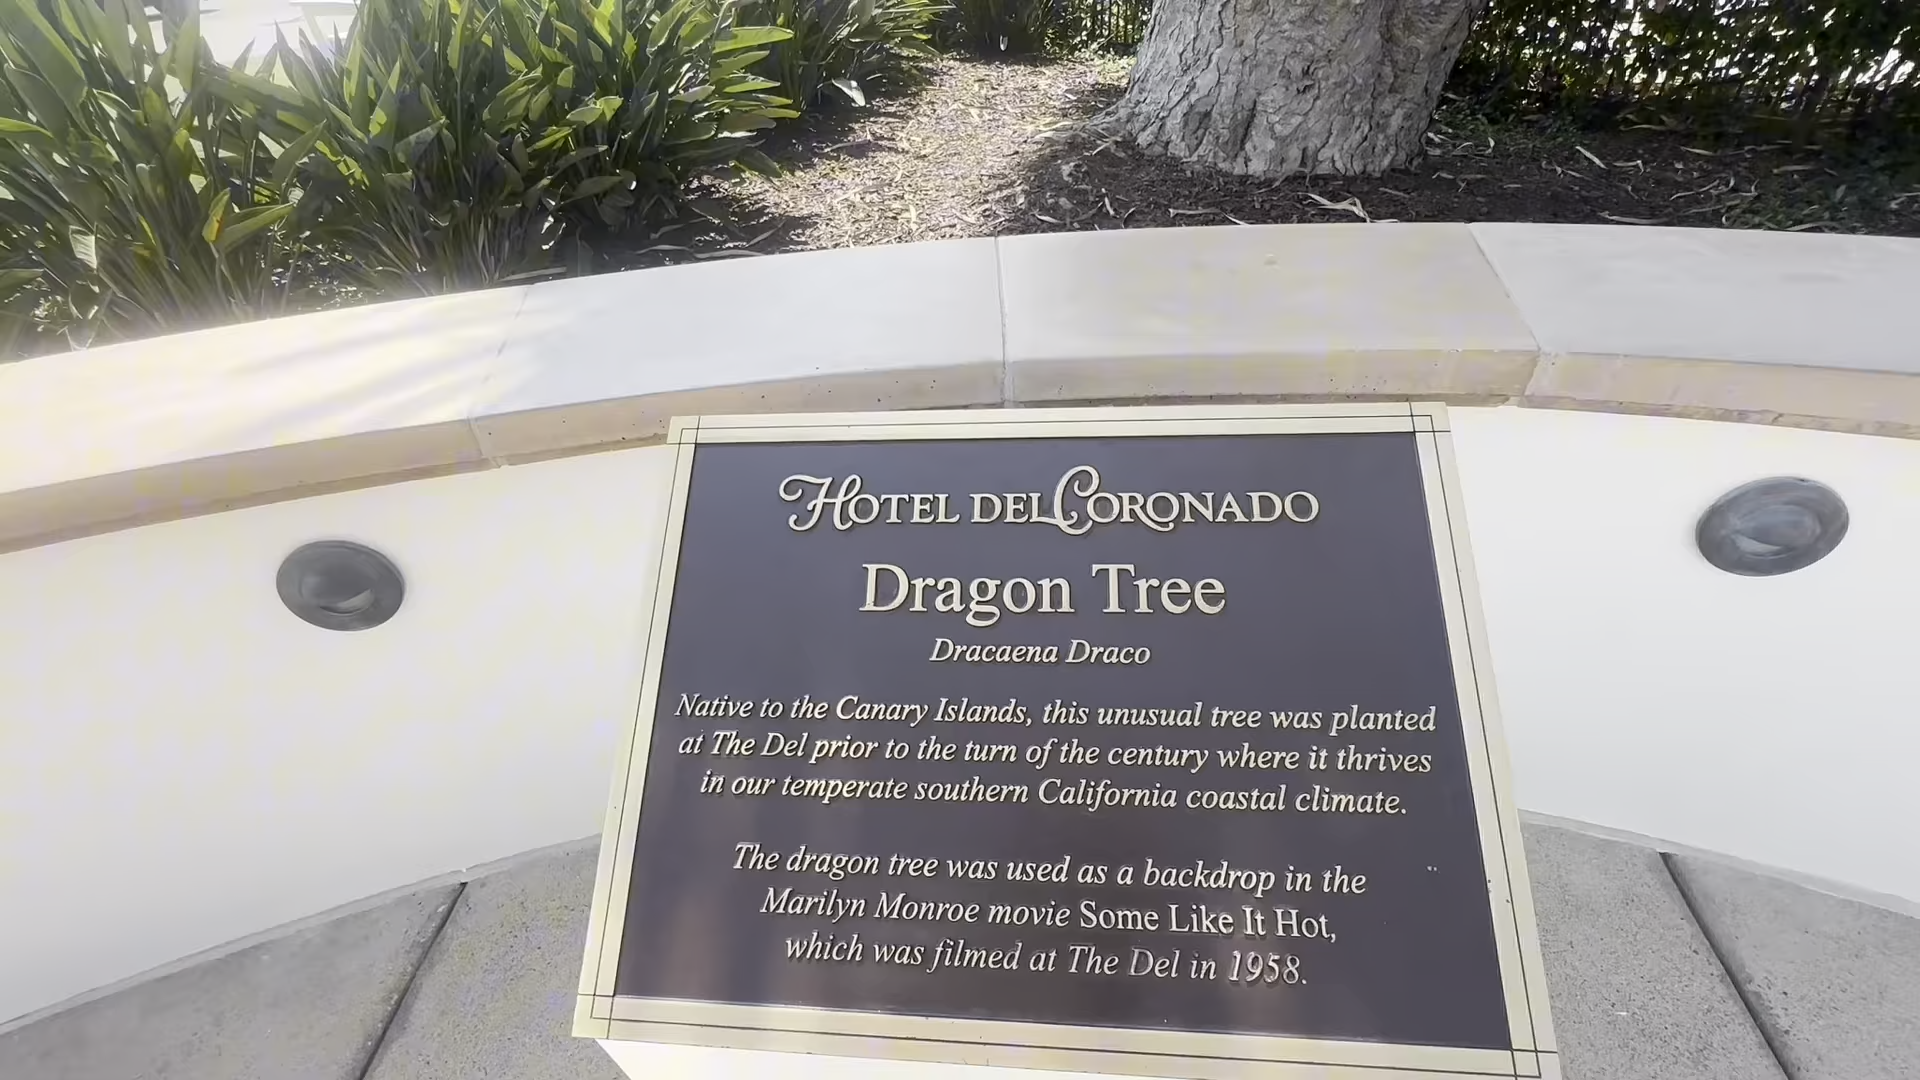 HOTEL DEL CORONADO
Dragon Tree
Dracaena Draco
Native to the Canary Islands, this unusual tree was planted
at The Del prior to the turn of the century where it thrives
in our temperate southern California coastal climate.
The dragon tree was used as a backdrop in the
Marilyn Monroe movie Some Like It Hot,
which was filmed at The Del in 1958.